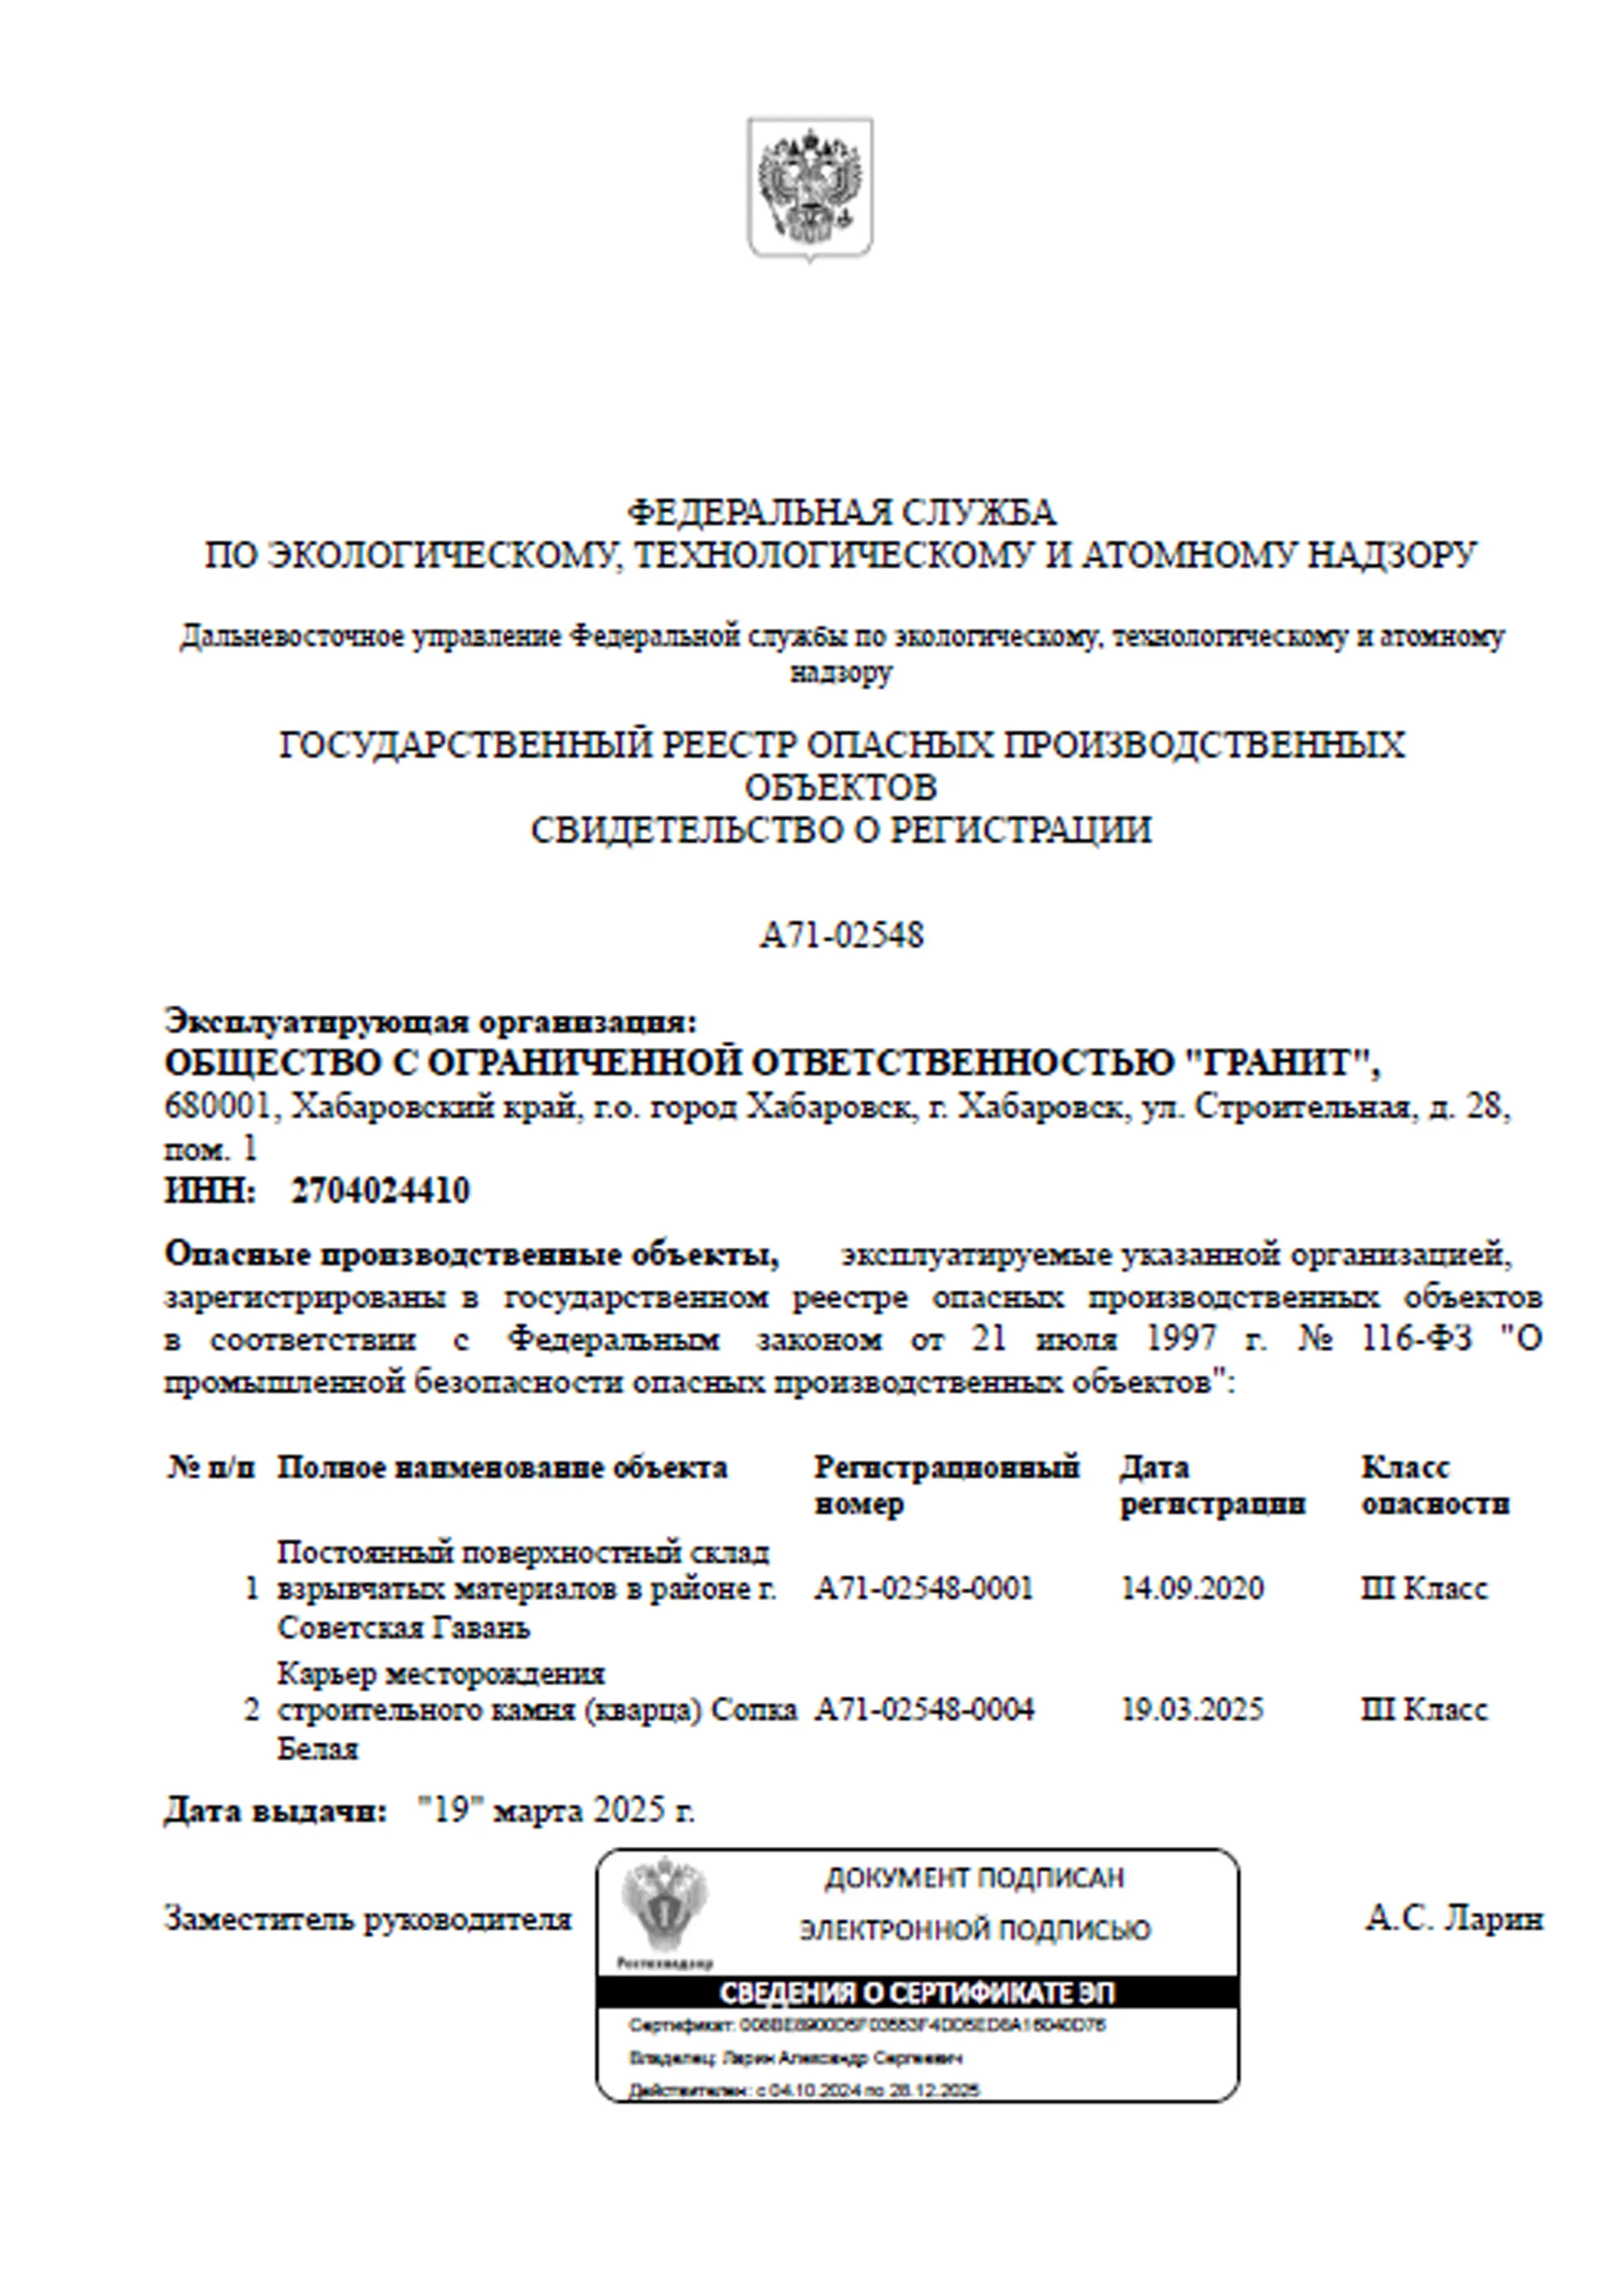 ФЕДЕРАЛЬНАЯ СЛУЖБА
ПО ЭКОЛОГИЧЕСКОМУ, ТЕХНОЛОГИЧЕСКОМУ И АТОМНОМУ НАДЗОРУ
Дальневосточное управление Федеральной службы по экологическому, технологическому и атомному
надзору
ГОСУДАРСТВЕННЫЙ РЕЕСТР ОПАСНЫХ ПРОИЗВОДСТВЕННЫХ
ОБЪЕКТОВ
СВИДЕТЕЛЬСТВО О РЕГИСТРАЦИИ
А71-02548
Эксплуатирующая организация:
ОБЩЕСТВО С ОГРАНИЧЕННОЙ ОТВЕТСТВЕННОСТЬЮ "ГРАНИТ",
680001, Хабаровский край, г.о. город Хабаровск, г. Хабаровск, ул. Строительная, д. 28,
пом. 1
ИНН: 2704024410
Опасные производственные объекты, эксплуатируемые указанной организацией,
зарегистрированы в государственном реестре опасных производственных объектов
в соответствии с Федеральным законом от 21 июля 1997 г. № 116-ФЗ "О
промышленной безопасности опасных производственных объектов":
№ п/п Полное наименование объекта Регистрационный номер Дата регистрации Класс опасности
1 Постоянный поверхностный склад
взрывчатых материалов в районе г.
Советская Гавань А71-02548-0001 14.09.2020 III Класс
2 Карьер месторождения
строительного камня (кварца) Сопка
Белая А71-02548-0004 19.03.2025 III Класс
Дата выдачи: "19" марта 2025 г.
Заместитель руководителя
ДОКУМЕНТ ПОДПИСАН
ЭЛЕКТРОННОЙ ПОДПИСЬЮ
Ростехнадзор
А.С. Ларин
СВЕДЕНИЯ О СЕРТИФИКАТЕ ЭП
Сертификат:
Владелец: Ларин Александр Сергеевич
Действителен: с 04.10.2024 по 28.12.2025